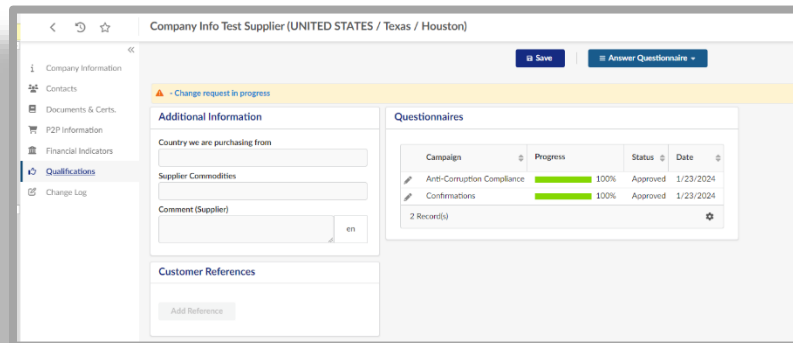 Company Info Test Supplier (UNITED STATES / Texas / Houston)
Company Information
Contacts
Documents & Certs.
P2P Information
Financial Indicators
Qualifications
Change Log
Save
Answer Questionnaire
- Change request in progress
Additional Information
Country we are purchasing from
Supplier Commodities
Comment (Supplier)
en
Customer References
Add Reference
Questionnaires
Campaign Progress Status Date
Anti-Corruption Compliance 100% Approved 1/23/2024
Confirmations 100% Approved 1/23/2024
2 Record(s)